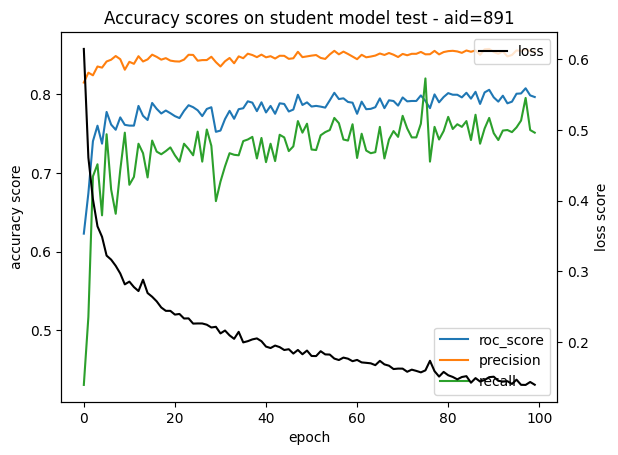 Accuracy scores on student model test - aid=891
loss
accuracy score
0.8
0.7
0.6
0.5
0.6
0.5
0.4
0.3
0.2
loss score
roc_score
precision
recall
0 20 40 60 80 100
epoch